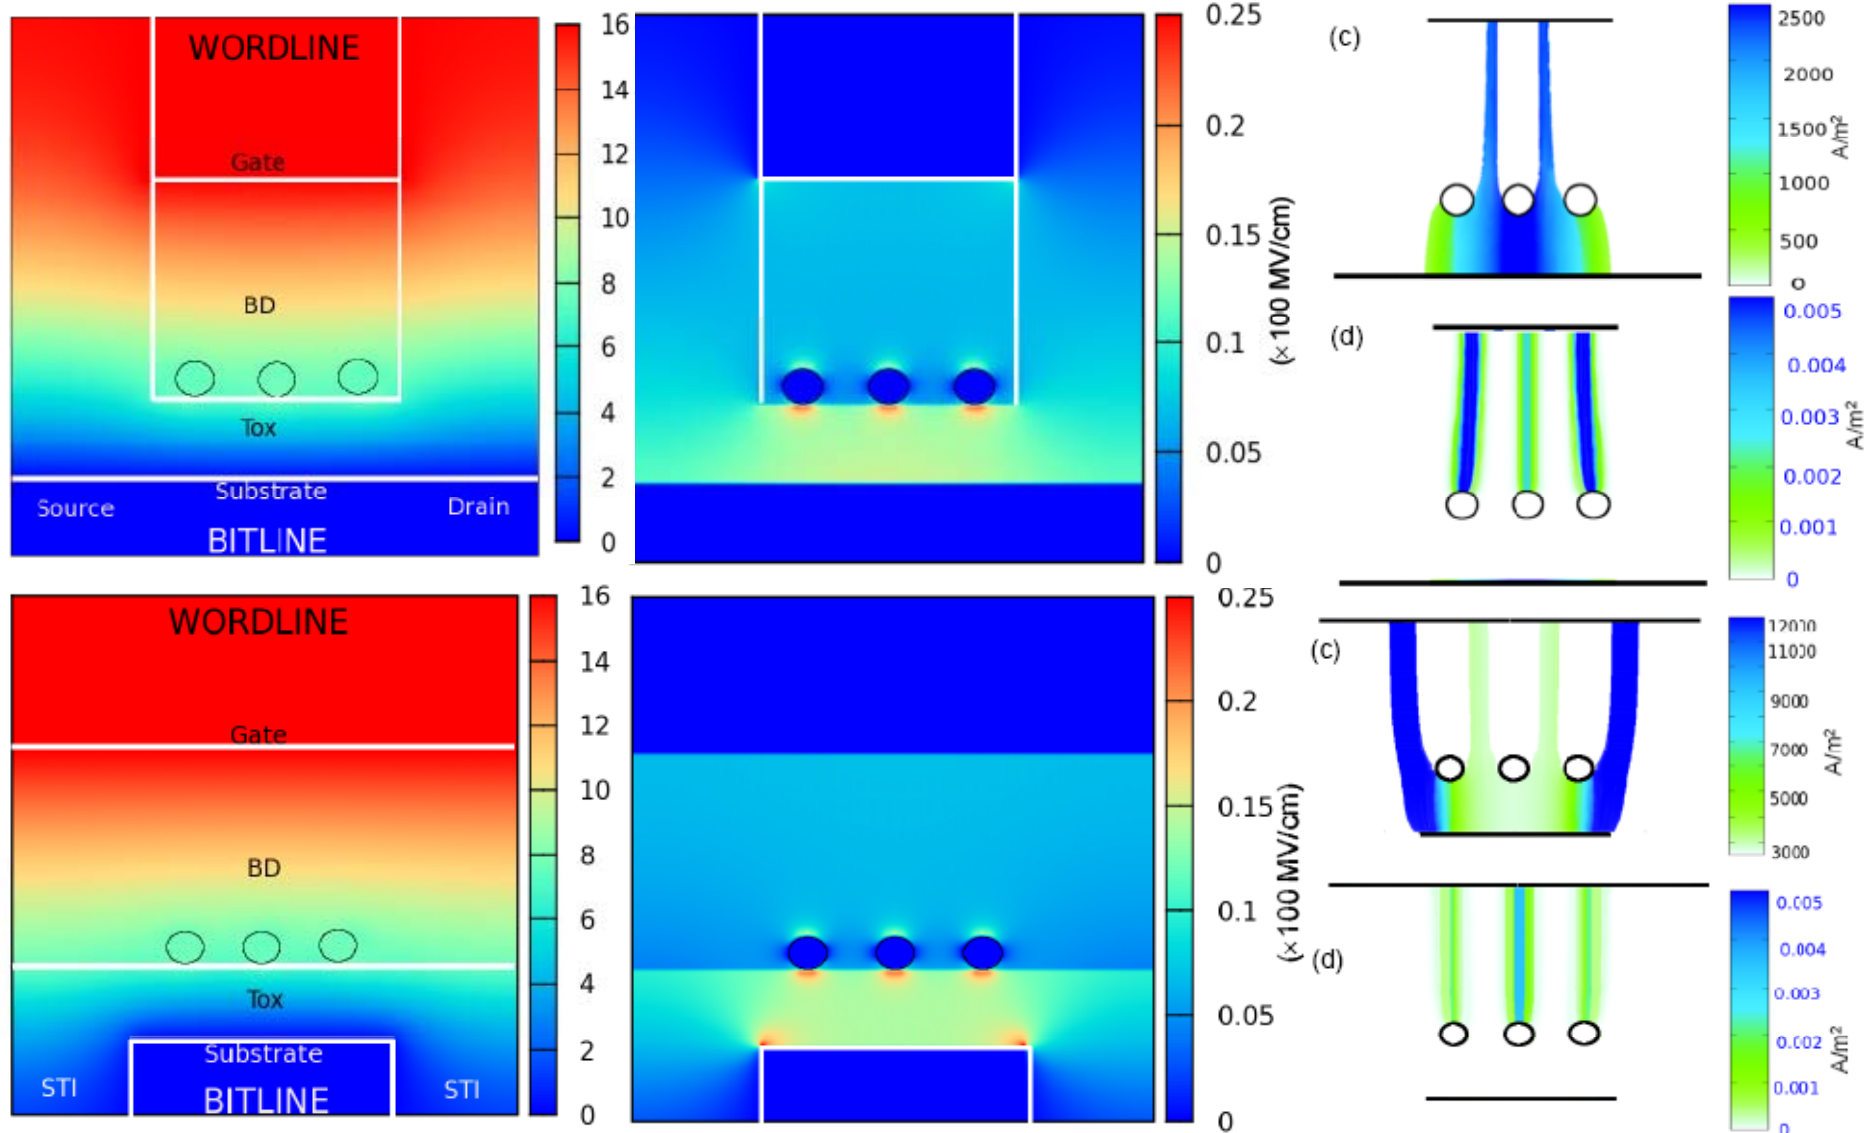 WORDLINE
Gate
BD
Tox
Substrate
Source
Drain
BITLINE
16
14
12
10
8
6
4
2
0
0.25
0.2
0.15
0.1
0.05
0
(×100 MV/cm)
(c)
2500
2000
1500
1000
500
0
A/m²
(d)
0.005
0.004
0.003
0.002
0.001
0
A/m²
WORDLINE
Gate
BD
Tox
Substrate
STI
STI
BITLINE
16
14
12
10
8
6
4
2
0
0.25
0.2
0.15
0.1
0.05
0
(×100 MV/cm)
(c)
12000
11000
9000
7000
5000
3000
A/m²
(d)
0.005
0.004
0.003
0.002
0.001
0
A/m²